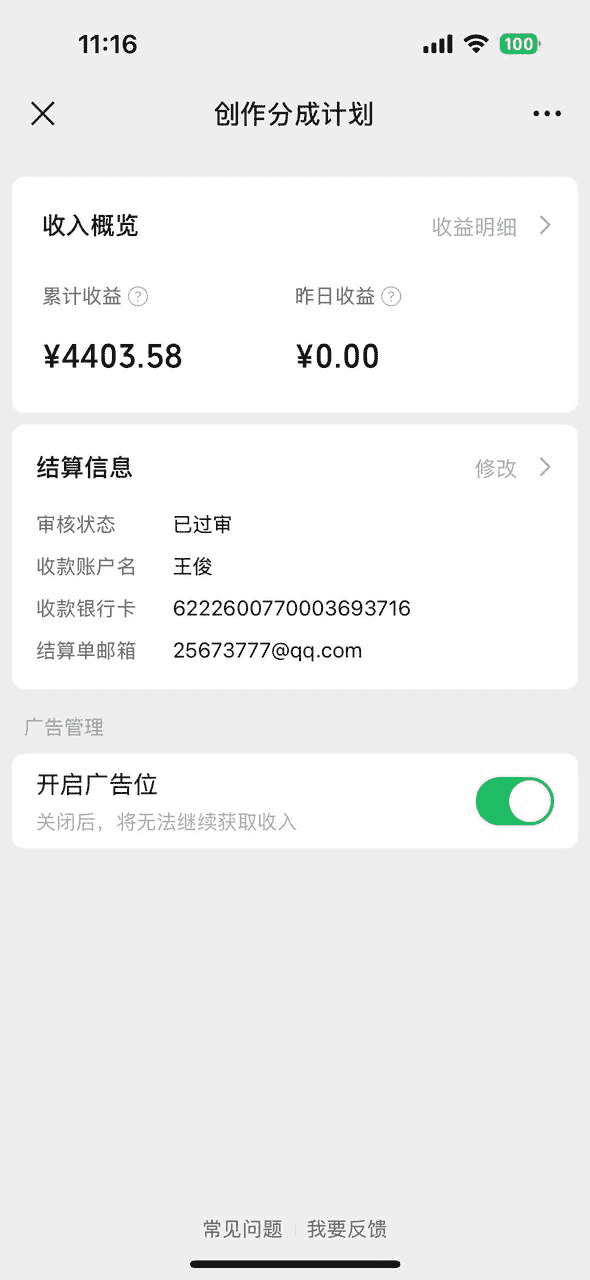 11:16
100
创作分成计划
收入概览 收益明细
累计收益 ? 昨日收益 ?
¥4403.58 ¥0.00
结算信息 修改
审核状态 已过审
收款账户名 王俊
收款银行卡 6222600770003693716
结算单邮箱 25673777@qq.com
广告管理
开启广告位
关闭后，将无法继续获取收入
常见问题 我要反馈